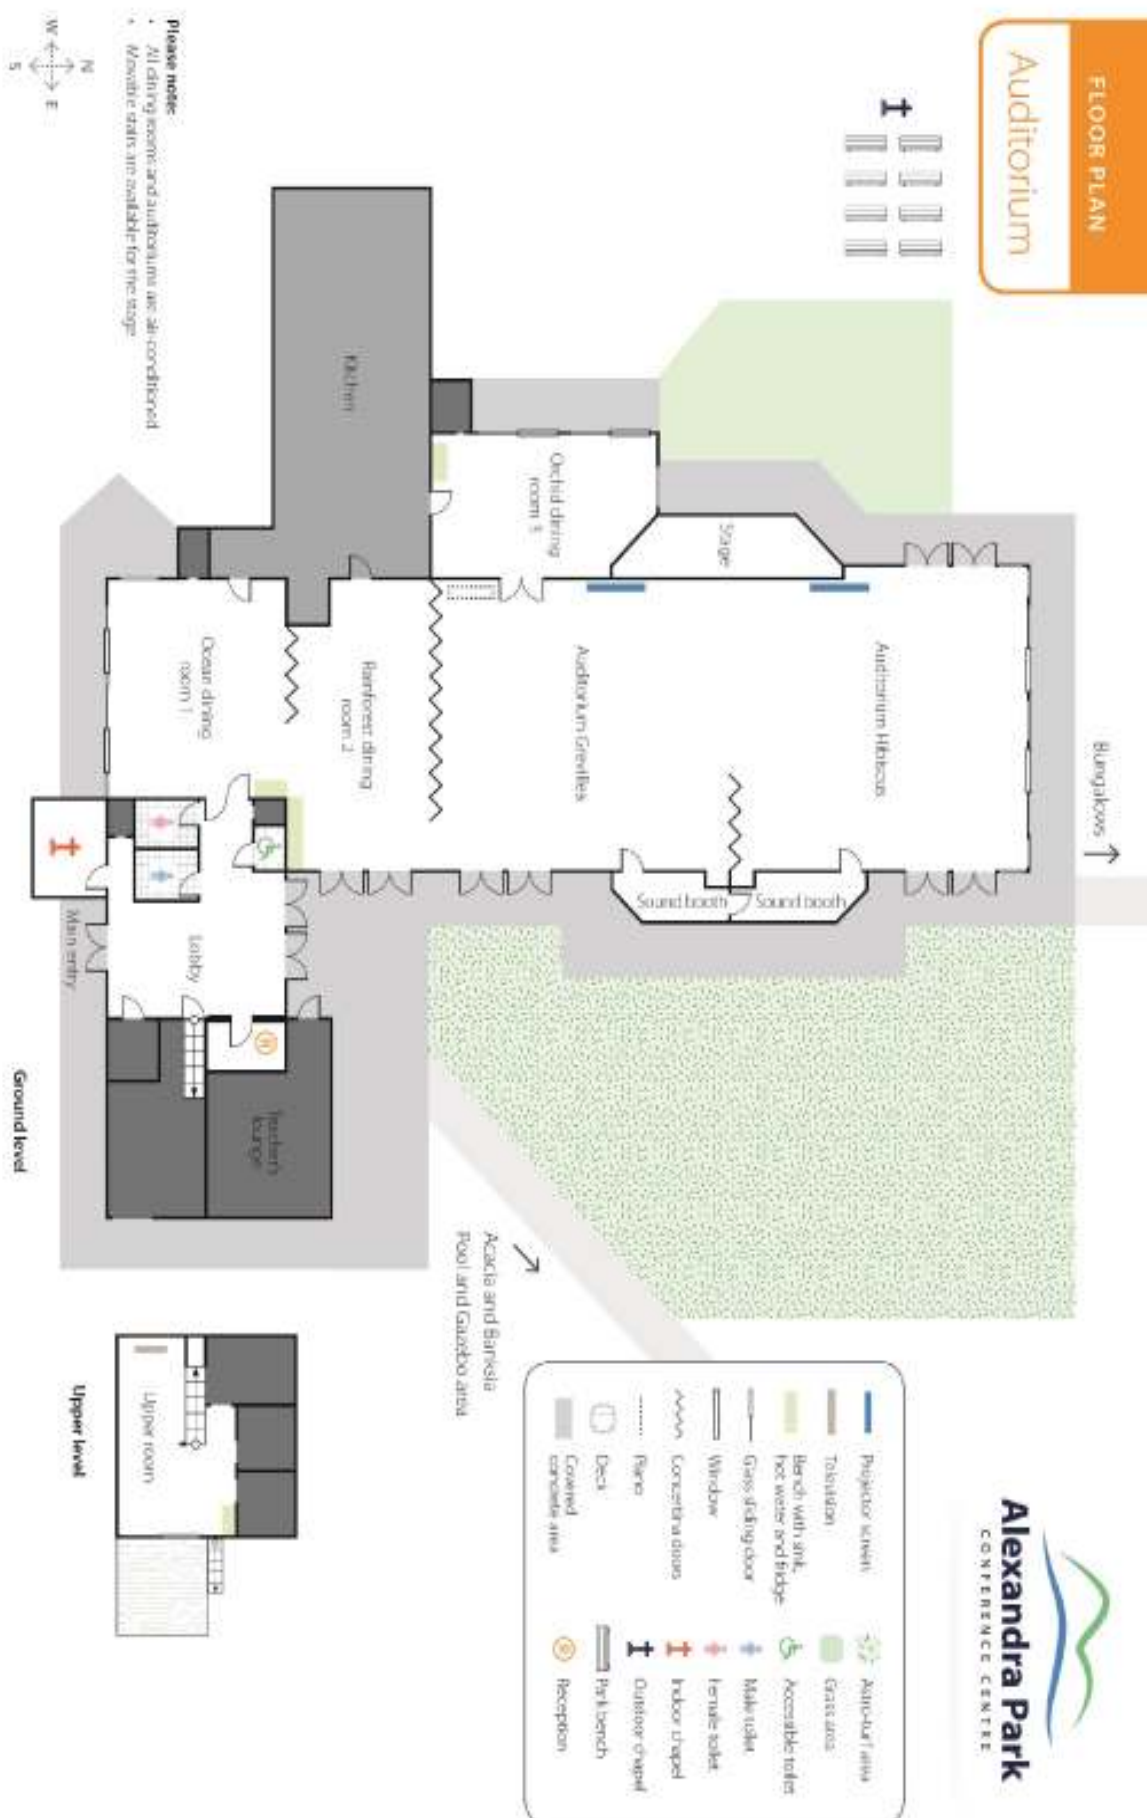 FLOOR PLAN
Auditorium
Alexandra Park
CONFERENCE CENTRE
Bungalows
Auditorium Hibiscus
Stage
Sound booth
Sound booth
Auditorium Grevillea
Orchid dining
room 3
Kitchen
Rainforest dining
room 2
Ocean dining
room 1
Lobby
Main entry
Teacher's
lounge
Ground level
Acacia and Banksia
Pool and Gazebo area
Upper room
Upper level
Projector screen
Television
Bench with sink,
hot water and fridge
Glass sliding door
Window
Concertina doors
Piano
Deck
Covered
concrete area
Astro-turf area
Grass area
Accessible toilet
Male toilet
Female toilet
Indoor chapel
Outdoor chapel
Park bench
Reception
R
Please note:
• All dining rooms and auditoriums are air-conditioned
• Movable stairs are available for the stage
N
W
E
S